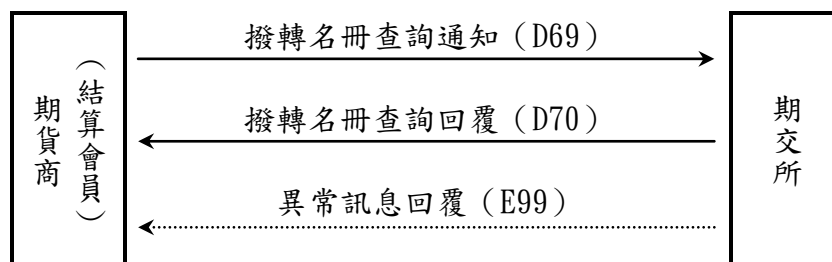 期貨商
（結算會員）
撥轉名冊查詢通知（D69）
撥轉名冊查詢回覆（D70）
異常訊息回覆（E99）
期交所